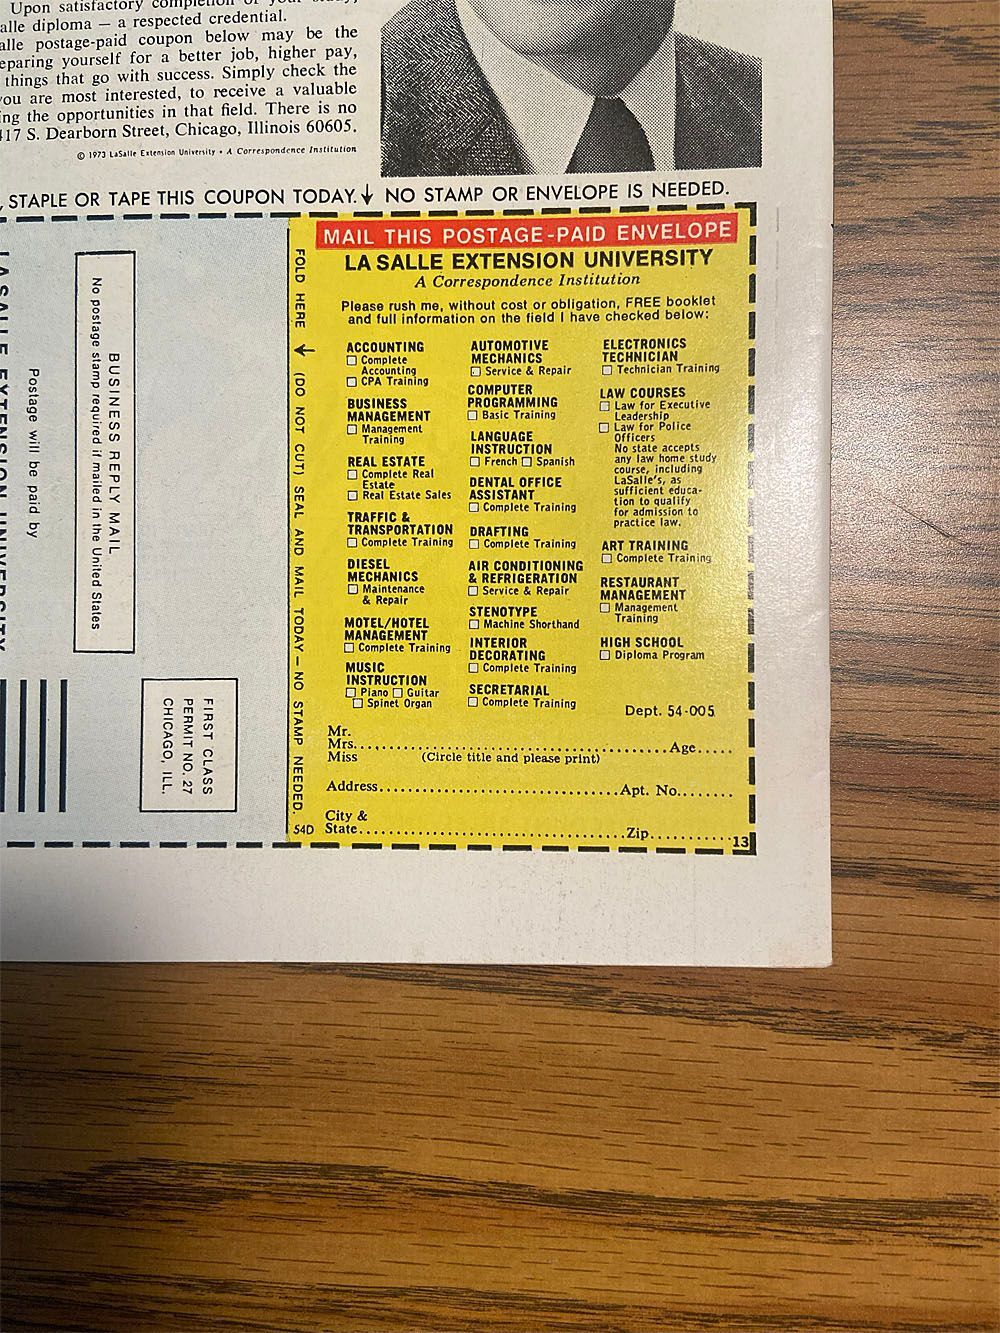 Upon satisfactory completion of your study,
alle diploma — a respected credential.
alle postage-paid coupon below may be the
eparing yourself for a better job, higher pay,
things that go with success. Simply check the
you are most interested, to receive a valuable
ing the opportunities in that field. There is no
417 S. Dearborn Street, Chicago, Illinois 60605.
© 1973 LaSalle Extension University • A Correspondence Institution
, STAPLE OR TAPE THIS COUPON TODAY. ↓ NO STAMP OR ENVELOPE IS NEEDED.
LA SALLE EXTENSION UNIVERSITY
Postage will be paid by
BUSINESS REPLY MAIL
No postage stamp required if mailed in the United States
FIRST CLASS
PERMIT NO. 27
CHICAGO, ILL.
FOLD HERE ↓ (DO NOT CUT) SEAL AND MAIL TODAY — NO STAMP NEEDED.
54D
MAIL THIS POSTAGE-PAID ENVELOPE
LA SALLE EXTENSION UNIVERSITY
A Correspondence Institution
Please rush me, without cost or obligation, FREE booklet
and full information on the field I have checked below:
ACCOUNTING
☐ Complete
Accounting
☐ CPA Training
BUSINESS
MANAGEMENT
☐ Management
Training
REAL ESTATE
☐ Complete Real
Estate
☐ Real Estate Sales
TRAFFIC &
TRANSPORTATION
☐ Complete Training
DIESEL
MECHANICS
☐ Maintenance
& Repair
MOTEL/HOTEL
MANAGEMENT
☐ Complete Training
MUSIC
INSTRUCTION
☐ Piano ☐ Guitar
☐ Spinet Organ
AUTOMOTIVE
MECHANICS
☐ Service & Repair
COMPUTER
PROGRAMMING
☐ Basic Training
LANGUAGE
INSTRUCTION
☐ French ☐ Spanish
DENTAL OFFICE
ASSISTANT
☐ Complete Training
DRAFTING
☐ Complete Training
AIR CONDITIONING
& REFRIGERATION
☐ Service & Repair
STENOTYPE
☐ Machine Shorthand
INTERIOR
DECORATING
☐ Complete Training
SECRETARIAL
☐ Complete Training
ELECTRONICS
TECHNICIAN
☐ Technician Training
LAW COURSES
☐ Law for Executive
Leadership
☐ Law for Police
Officers
No state accepts
any law home study
course, including
LaSalle's, as
sufficient educa-
tion to qualify
for admission to
practice law.
ART TRAINING
☐ Complete Training
RESTAURANT
MANAGEMENT
☐ Management
Training
HIGH SCHOOL
☐ Diploma Program
Dept. 54-005
Mr.
Mrs. Age
Miss (Circle title and please print)
Address Apt. No.
City &
State Zip
13